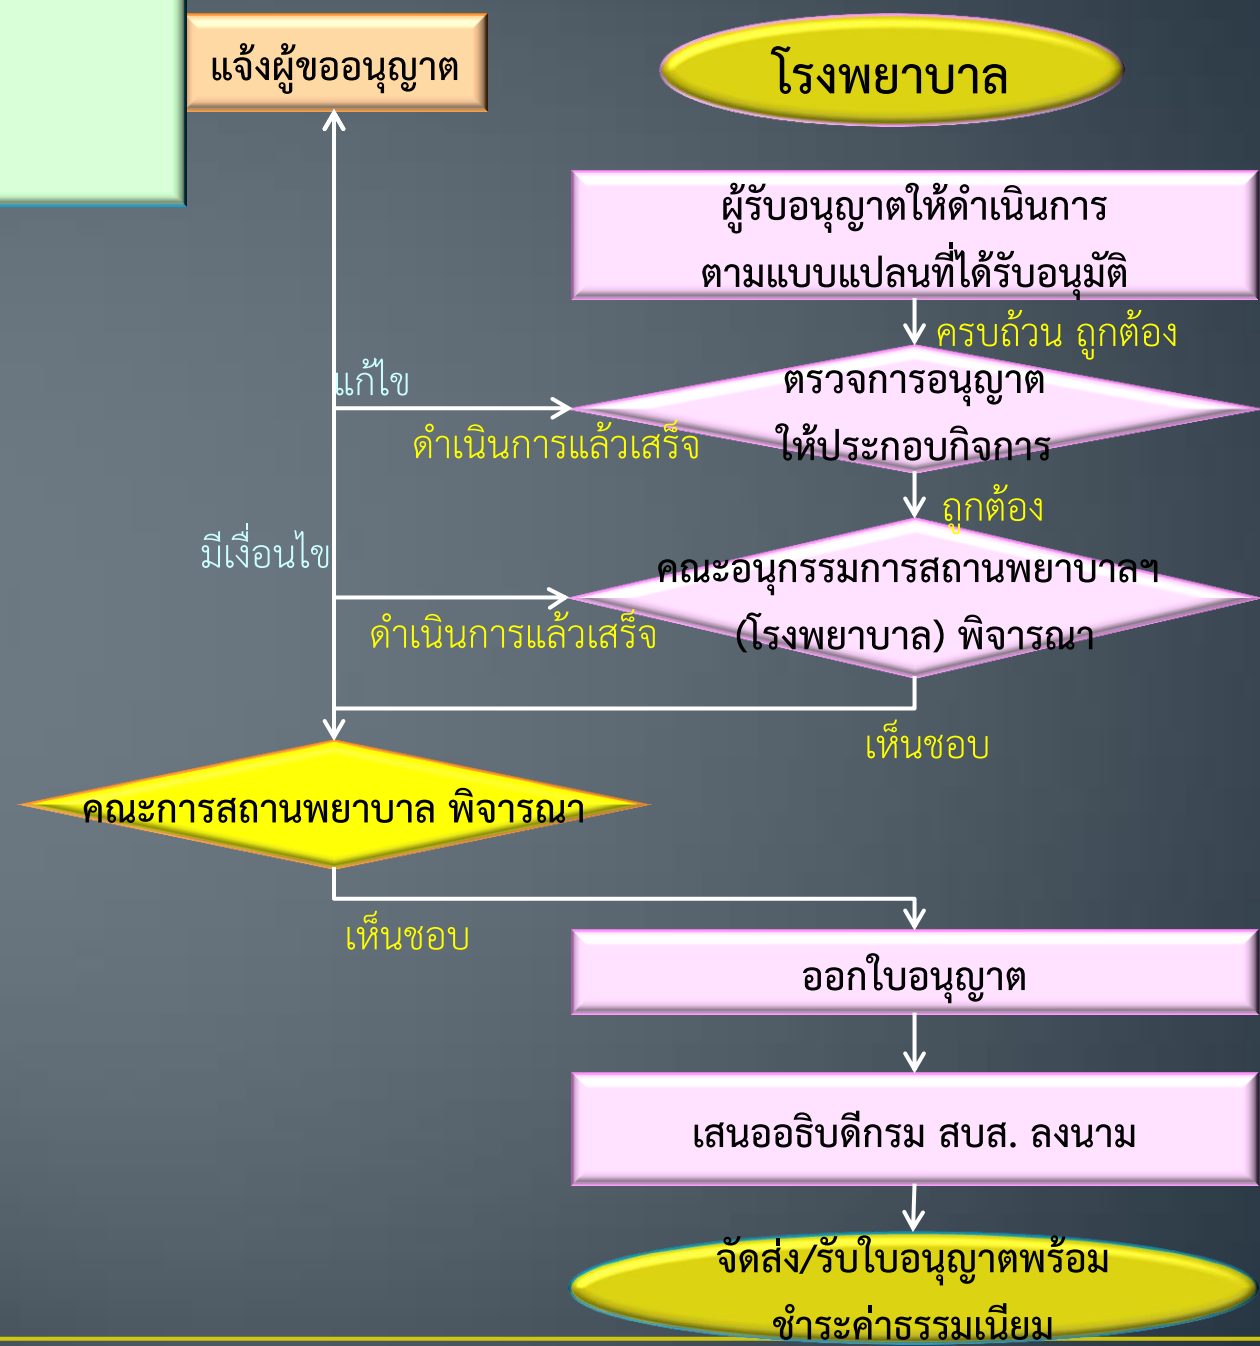 แจ้งผู้ขออนุญาต
โรงพยาบาล
ผู้รับอนุญาตให้ดำเนินการ
ตามแบบแปลนที่ได้รับอนุมัติ
ครบถ้วน ถูกต้อง
แก้ไข
ตรวจการอนุญาต
ให้ประกอบกิจการ
ดำเนินการแล้วเสร็จ
ถูกต้อง
มีเงื่อนไข
คณะอนุกรรมการสถานพยาบาลฯ
(โรงพยาบาล) พิจารณา
ดำเนินการแล้วเสร็จ
เห็นชอบ
คณะการสถานพยาบาล พิจารณา
เห็นชอบ
ออกใบอนุญาต
เสนออธิบดีกรม สบส. ลงนาม
จัดส่ง/รับใบอนุญาตพร้อม
ชำระค่าธรรมเนียม